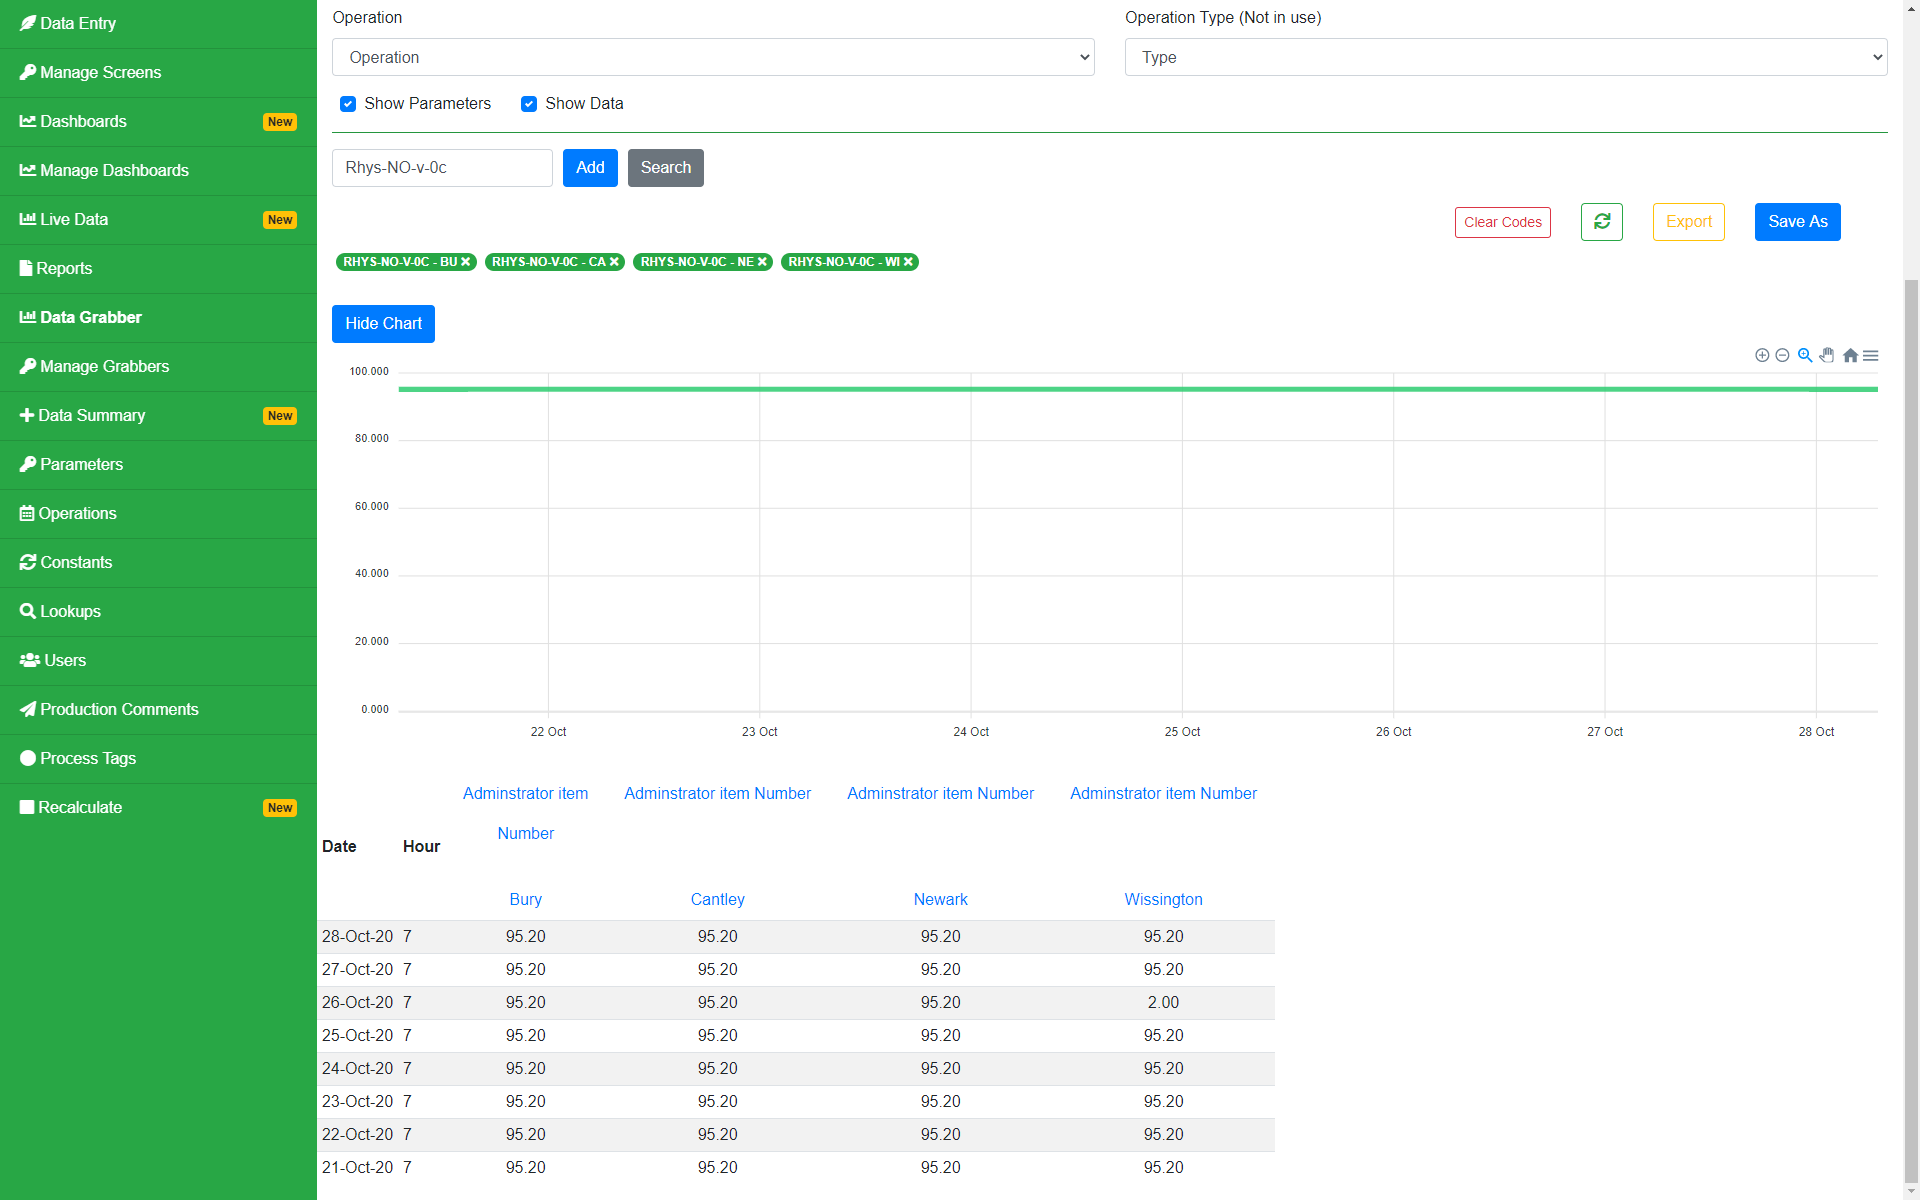 Data Entry
Manage Screens
Dashboards New
Manage Dashboards
Live Data New
Reports
Data Grabber
Manage Grabbers
Data Summary New
Parameters
Operations
Constants
Lookups
Users
Production Comments
Process Tags
Recalculate New
Operation Operation Type (Not in use)
Operation Type
Show Parameters Show Data
Rhys-NO-v-0c Add Search
Clear Codes Export Save As
RHYS-NO-V-0C - BU RHYS-NO-V-0C - CA RHYS-NO-V-0C - NE RHYS-NO-V-0C - WI
Hide Chart
100.000
80.000
60.000
40.000
20.000
0.000
22 Oct 23 Oct 24 Oct 25 Oct 26 Oct 27 Oct 28 Oct
Adminstrator item Adminstrator item Number Adminstrator item Number Adminstrator item Number
Number
Date Hour
Bury Cantley Newark Wissington
28-Oct-20 7 95.20 95.20 95.20 95.20
27-Oct-20 7 95.20 95.20 95.20 95.20
26-Oct-20 7 95.20 95.20 95.20 2.00
25-Oct-20 7 95.20 95.20 95.20 95.20
24-Oct-20 7 95.20 95.20 95.20 95.20
23-Oct-20 7 95.20 95.20 95.20 95.20
22-Oct-20 7 95.20 95.20 95.20 95.20
21-Oct-20 7 95.20 95.20 95.20 95.20